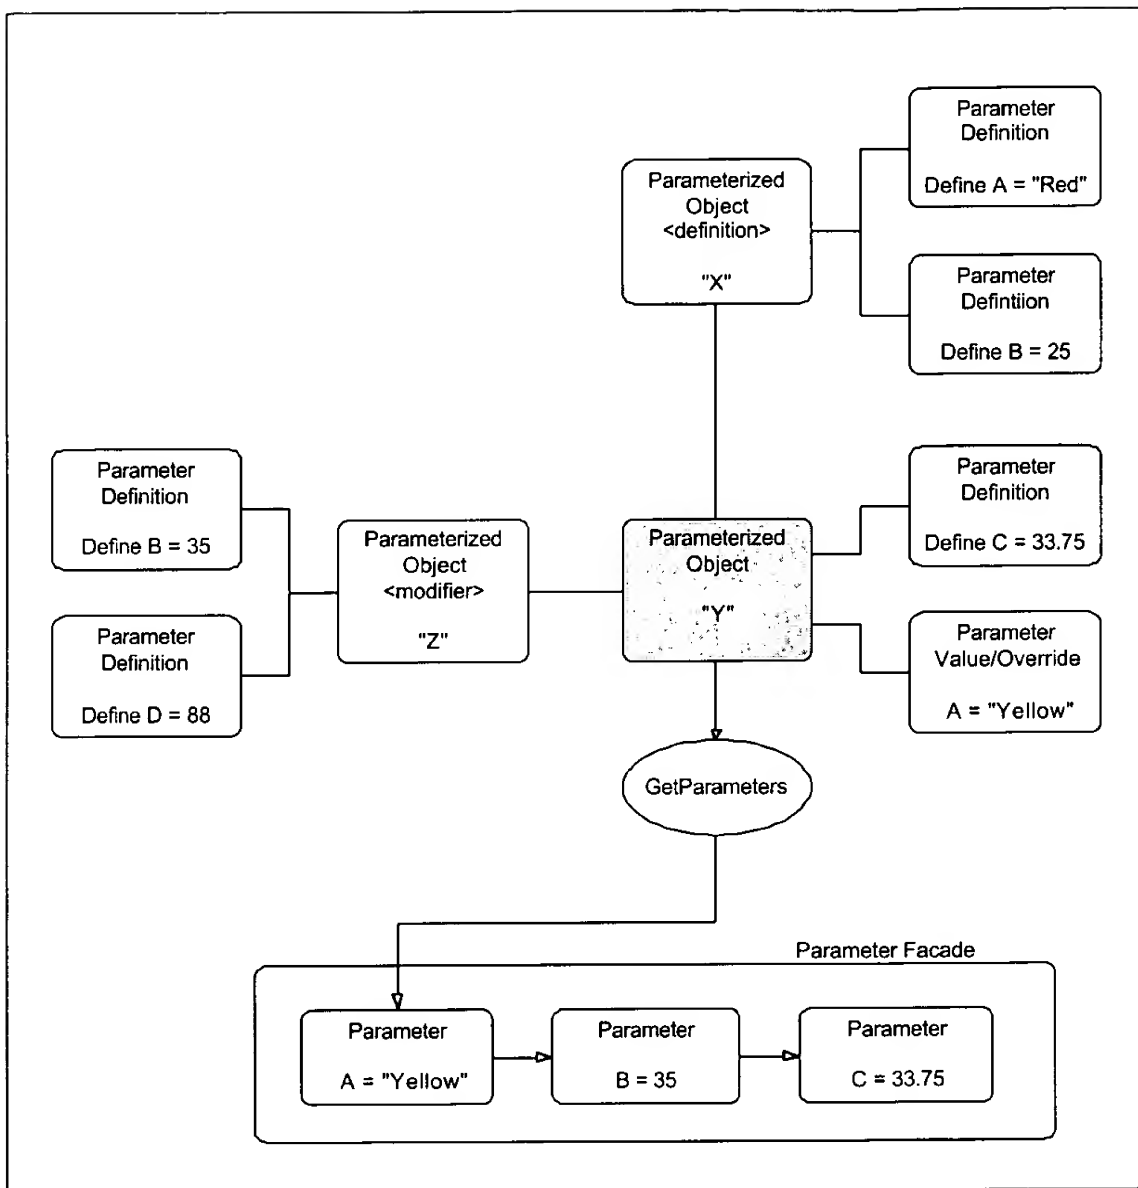 Parameter
Definition
Define A = "Red"
Parameterized
Object
<definition>
"X"
Parameter
Defintiion
Define B = 25
Parameter
Definition
Define B = 35
Parameter
Definition
Define C = 33.75
Parameterized
Object
<modifier>
"Z"
Parameterized
Object
"Y"
Parameter
Definition
Define D = 88
Parameter
Value/Override
A = "Yellow"
GetParameters
Parameter Facade
Parameter
A = "Yellow"
Parameter
B = 35
Parameter
C = 33.75